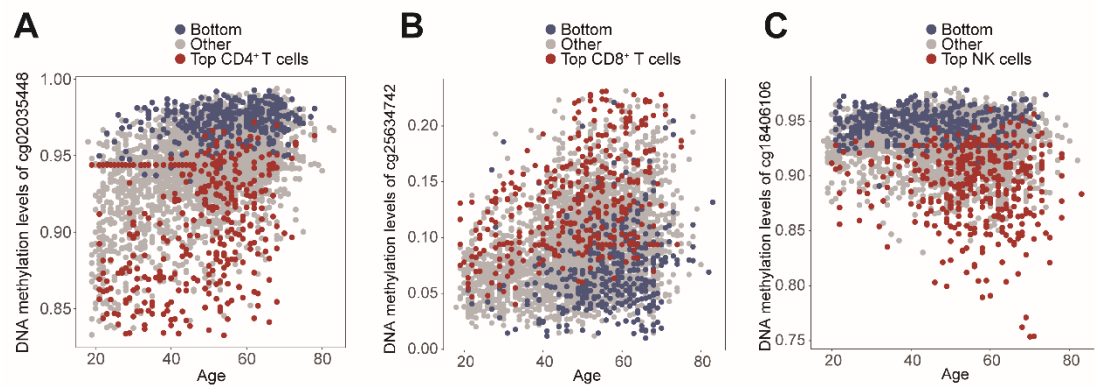 A
Bottom
Other
Top CD4⁺ T cells
DNA methylation levels of cg02035448
1.00
0.95
0.90
0.85
20 40 60 80
Age
B
Bottom
Other
Top CD8⁺ T cells
DNA methylation levels of cg25634742
0.20
0.15
0.10
0.05
0.00
20 40 60 80
Age
C
Bottom
Other
Top NK cells
DNA methylation levels of cg18406106
0.95
0.90
0.85
0.80
0.75
20 40 60 80
Age